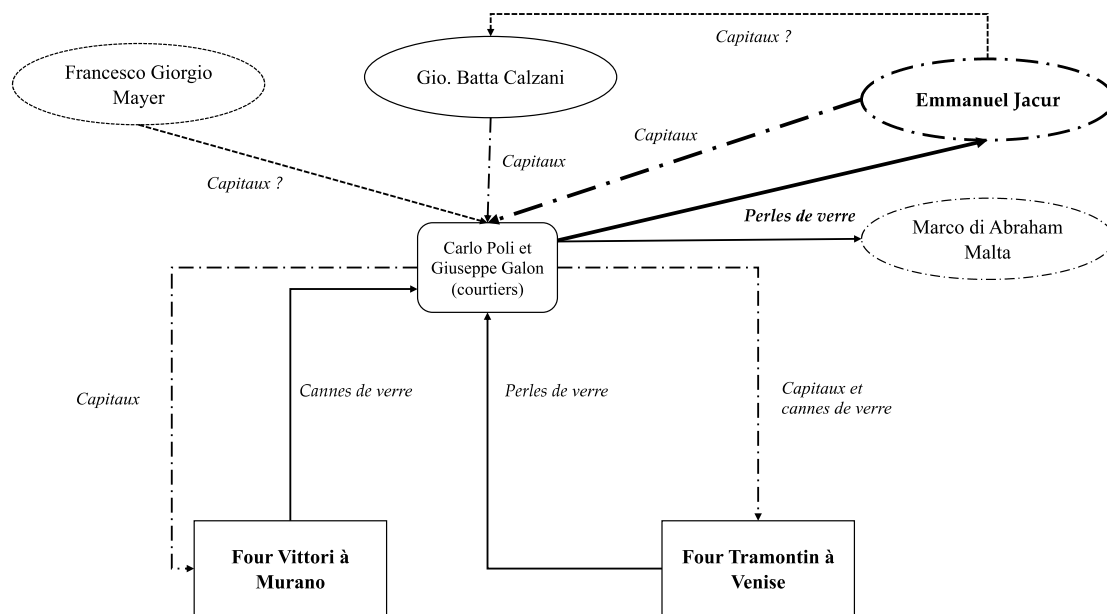 Capitaux ?
Francesco Giorgio
Mayer
Gio. Batta Calzani
Emmanuel Jacur
Capitaux
Capitaux
Capitaux ?
Perles de verre
Marco di Abraham
Malta
Carlo Poli et
Giuseppe Galon
(courtiers)
Capitaux
Cannes de verre
Perles de verre
Capitaux et
cannes de verre
Four Vittori à
Murano
Four Tramontin à
Venise